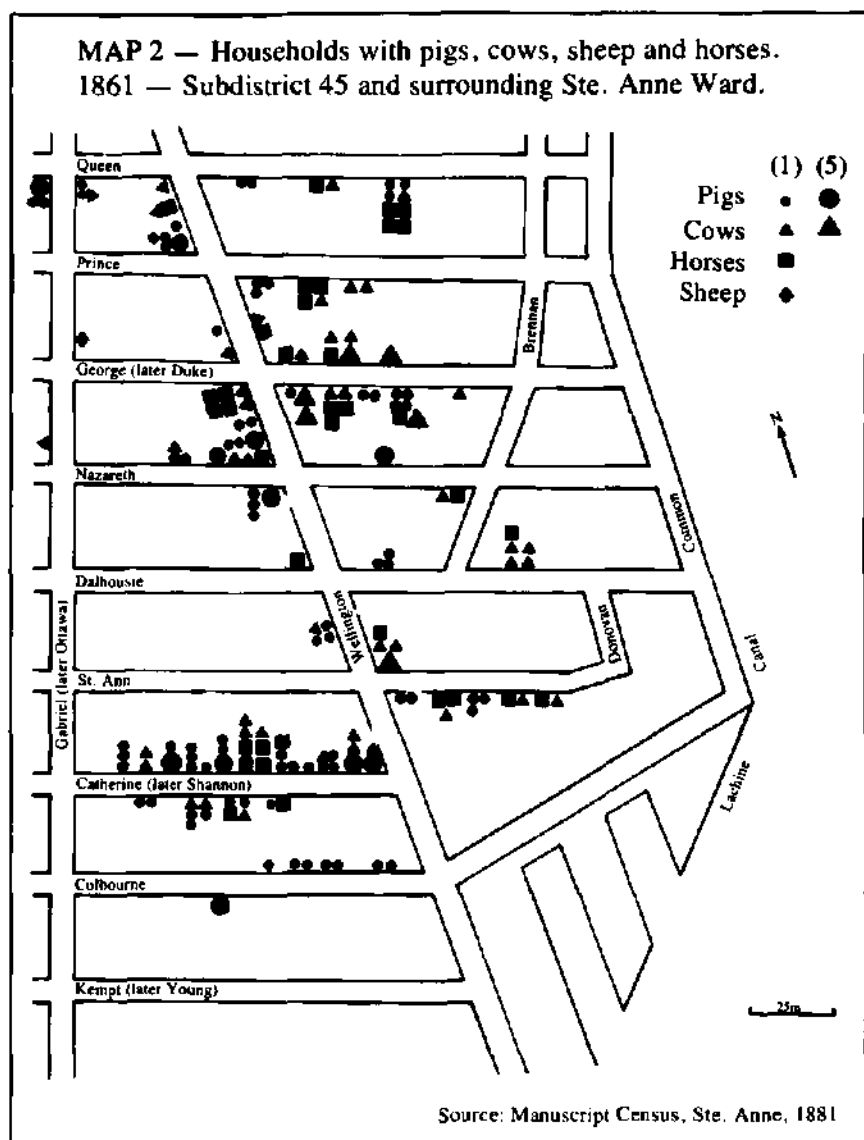 MAP 2 — Households with pigs, cows, sheep and horses.
1861 — Subdistrict 45 and surrounding Ste. Anne Ward.
(1) (5)
Pigs
Cows
Horses
Sheep
Queen
Prince
Brennan
George (later Duke)
N
Nazareth
Common
Dalhousie
Wellington
Donovan
Canal
St. Ann
Gabriel (later Ottawa)
Catherine (later Shannon)
Lachine
Colbourne
Kempt (later Young)
25m
Source: Manuscript Census, Ste. Anne, 1881